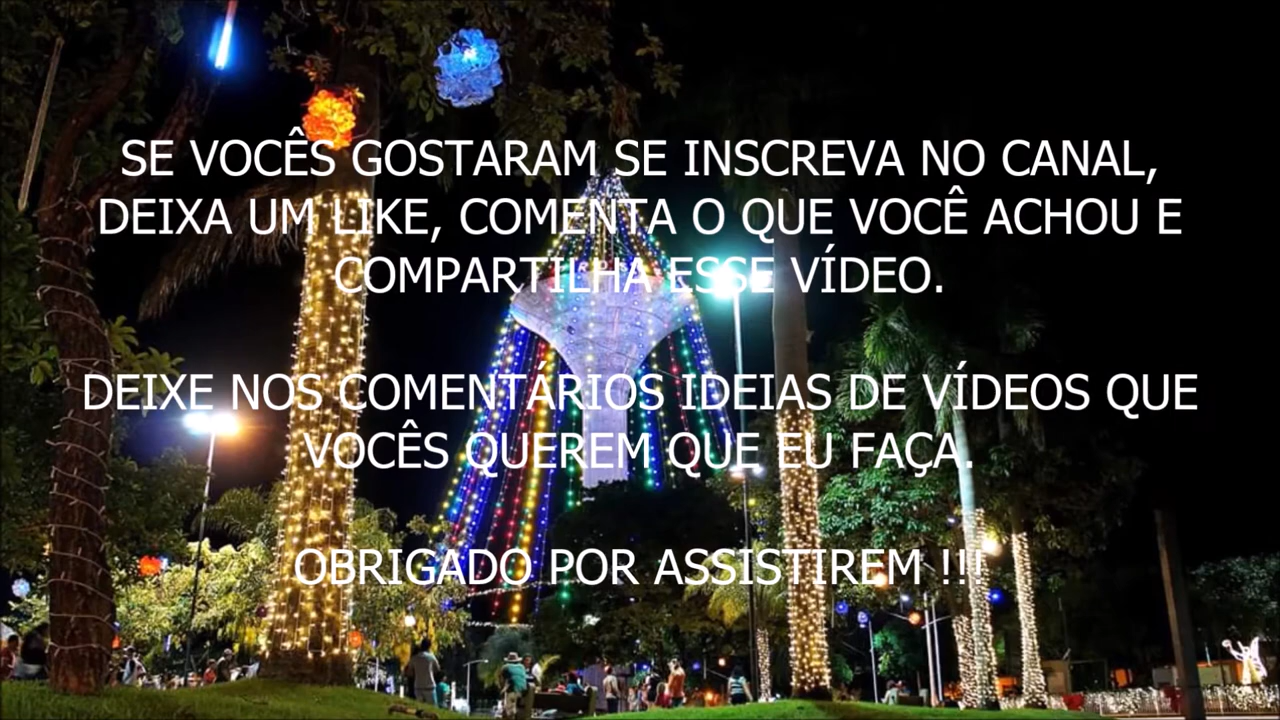 SE VOCÊS GOSTARAM SE INSCREVA NO CANAL,
DEIXA UM LIKE, COMENTA O QUE VOCÊ ACHOU E
COMPARTILHA ESSE VÍDEO.
DEIXE NOS COMENTÁRIOS IDEIAS DE VÍDEOS QUE
VOCÊS QUEREM QUE EU FAÇA.
OBRIGADO POR ASSISTIREM !!!